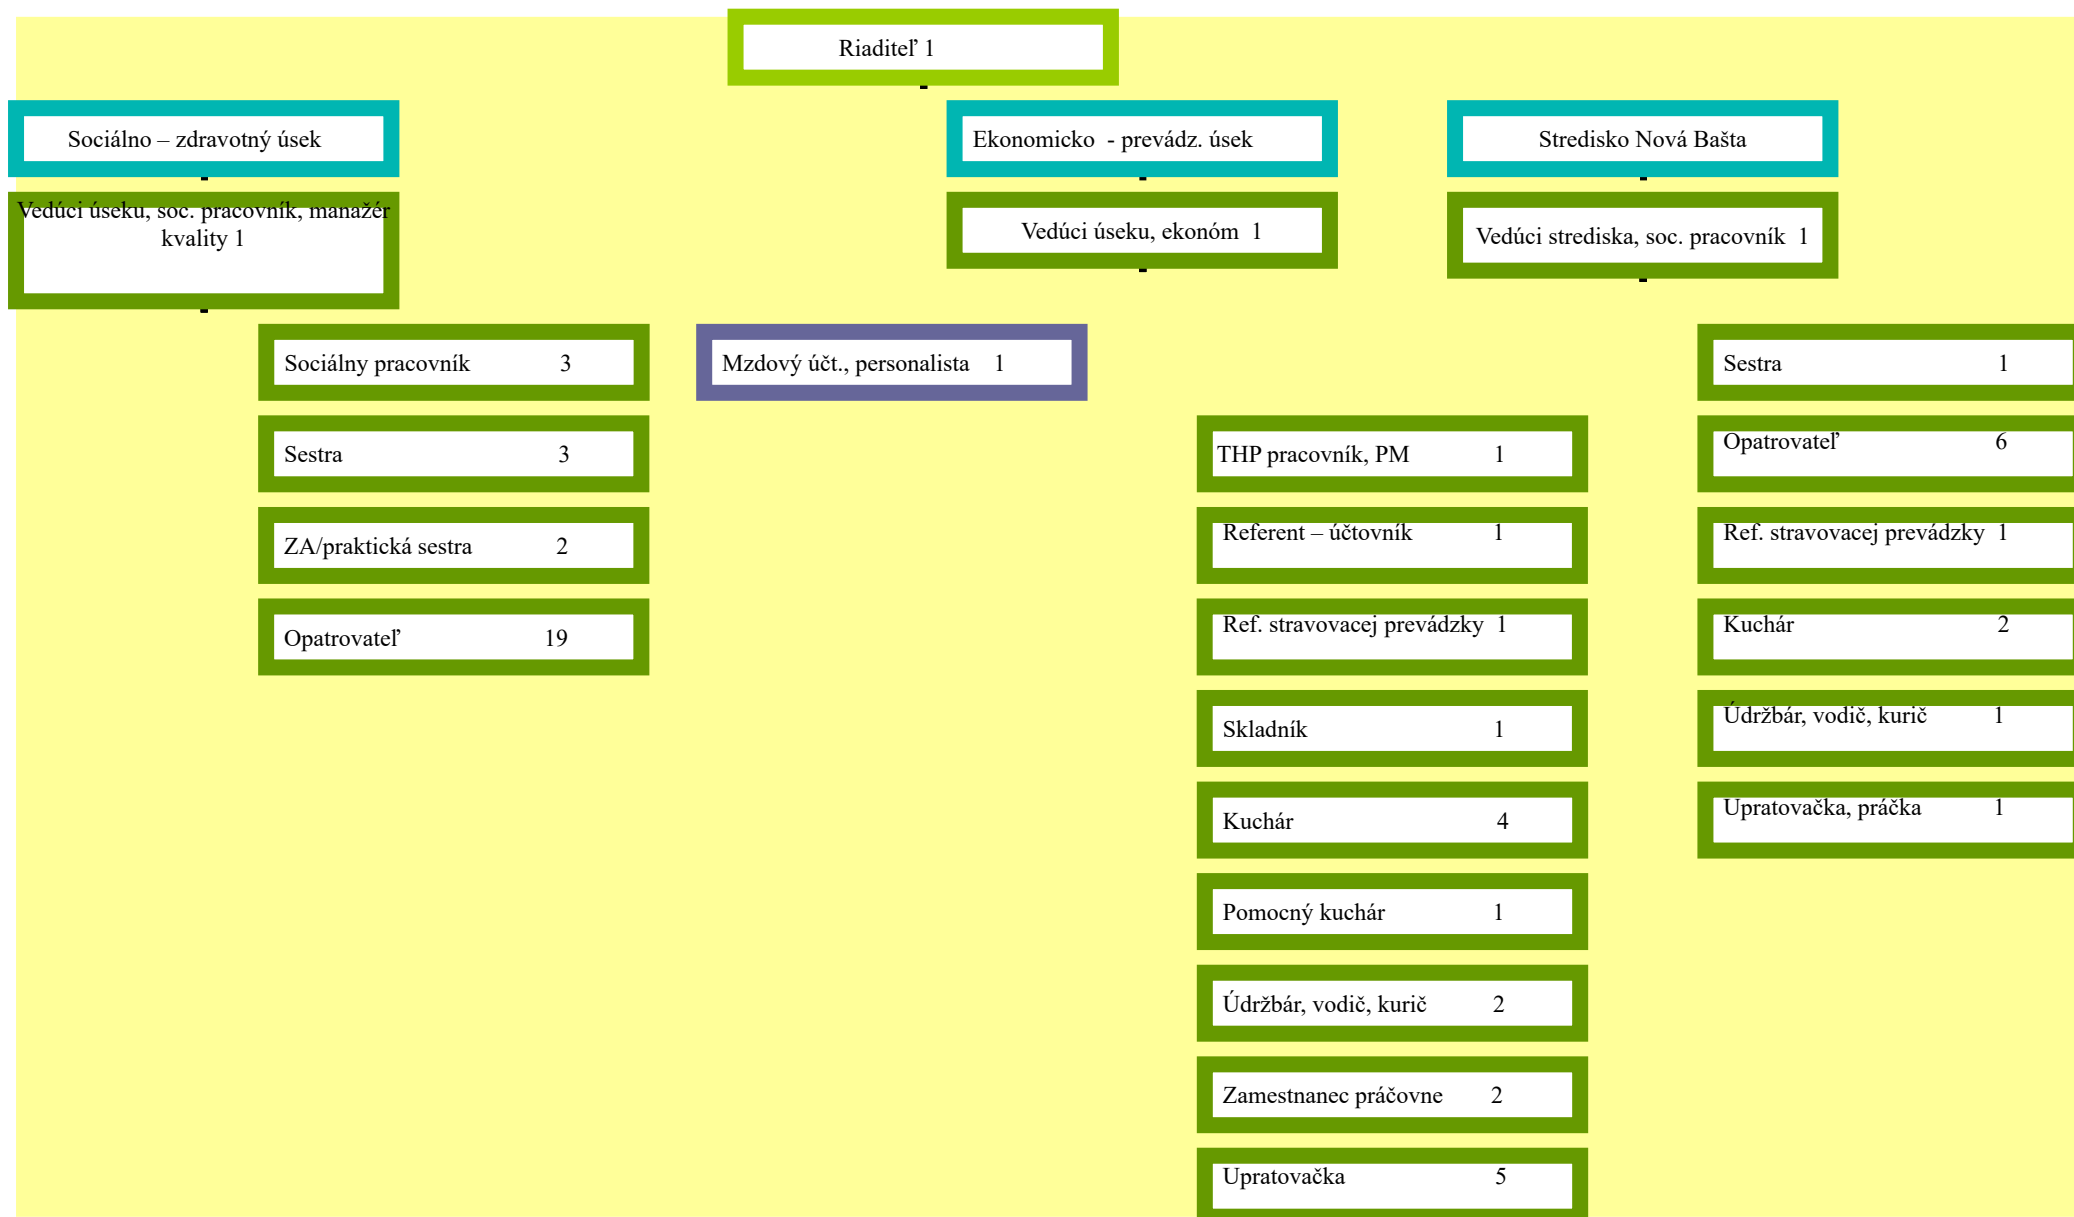 Riaditeľ 1
Sociálno – zdravotný úsek
Ekonomicko  - prevádz. úsek
Stredisko Nová Bašta
Vedúci úseku, soc. pracovník, manažér
kvality 1
Vedúci úseku, ekonóm  1
Vedúci strediska, soc. pracovník  1
Sociálny pracovník 3
Sestra 3
ZA/praktická sestra 2
Opatrovateľ 19
Mzdový účt., personalista 1
THP pracovník, PM 1
Referent – účtovník 1
Ref. stravovacej prevádzky  1
Skladník 1
Kuchár 4
Pomocný kuchár 1
Údržbár, vodič, kurič 2
Zamestnanec práčovne 2
Upratovačka 5
Sestra 1
Opatrovateľ 6
Ref. stravovacej prevádzky  1
Kuchár 2
Údržbár, vodič, kurič 1
Upratovačka, práčka 1